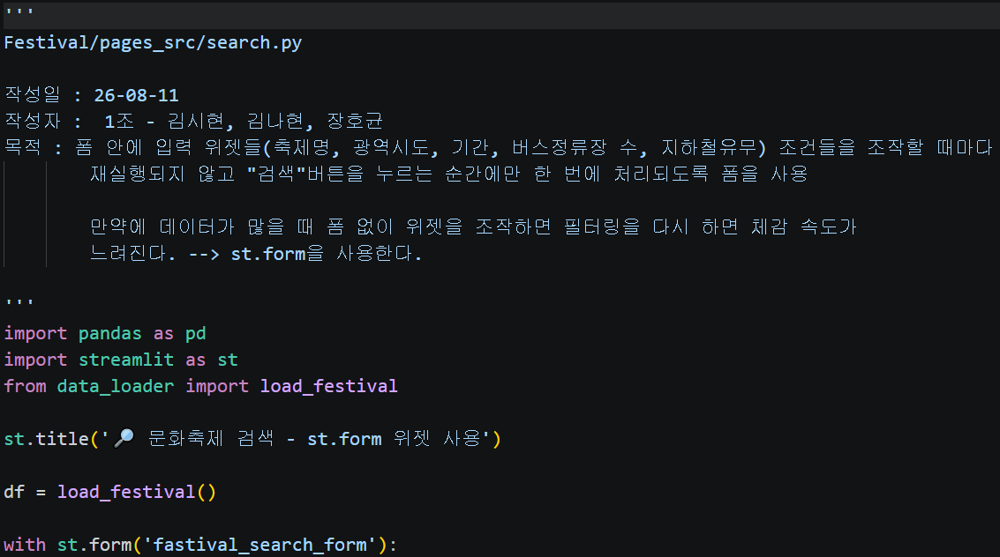 '''
Festival/pages_src/search.py
작성일 : 26-08-11
작성자 :  1조 - 김시현, 김나현, 장호균
목적 : 폼 안에 입력 위젯들(축제명, 광역시도, 기간, 버스정류장 수, 지하철유무) 조건들을 조작할 때마다
재실행되지 않고 "검색"버튼을 누르는 순간에만 한 번에 처리되도록 폼을 사용
만약에 데이터가 많을 때 폼 없이 위젯을 조작하면 필터링을 다시 하면 체감 속도가
느려진다. --> st.form을 사용한다.
'''
import pandas as pd
import streamlit as st
from data_loader import load_festival
st.title('🔎 문화축제 검색 - st.form 위젯 사용')
df = load_festival()
with st.form('fastival_search_form'):